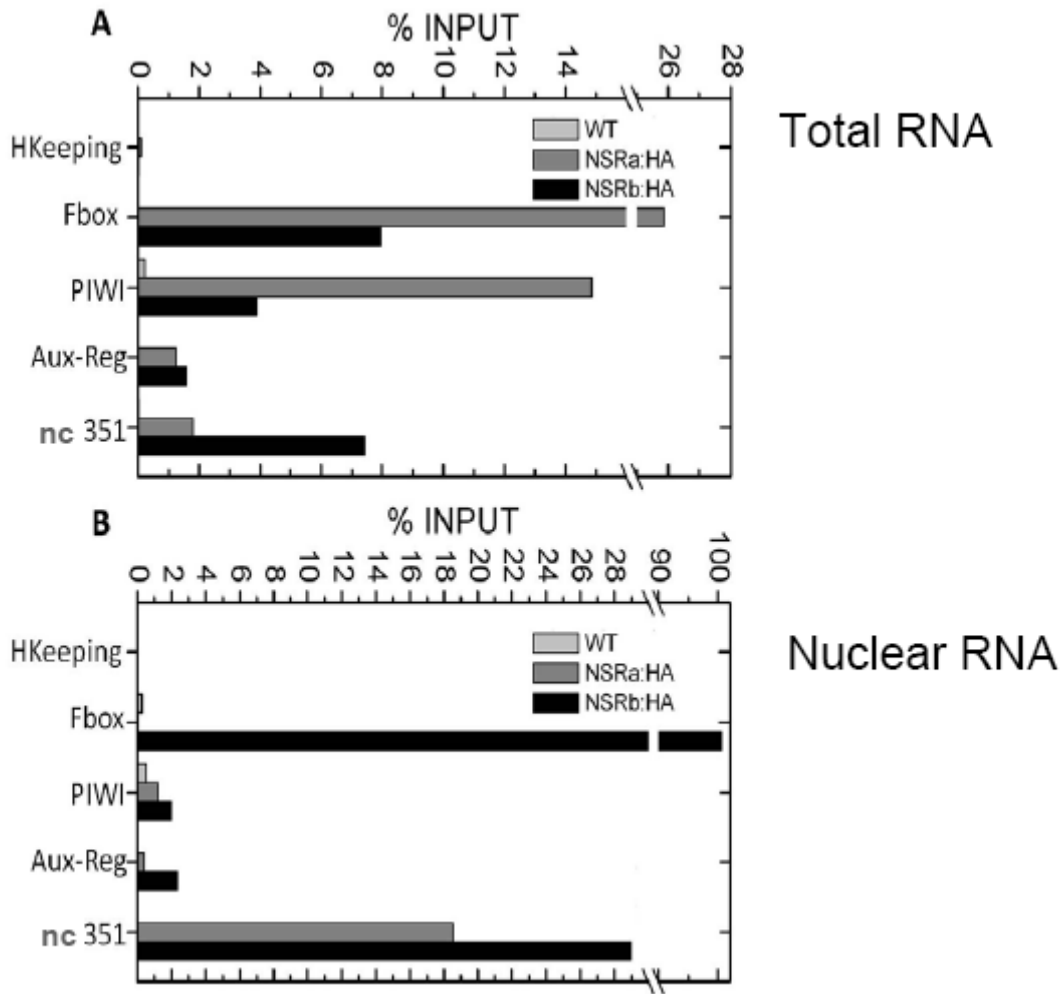 A
% INPUT
0 2 4 6 8 10 12 14 26 28
Total RNA
WT
NSRa:HA
NSRb:HA
HKeeping
Fbox
PIWI
Aux-Reg
nc 351
B
% INPUT
0 2 4 6 8 10 12 14 16 18 20 22 24 26 28 90 100
Nuclear RNA
WT
NSRa:HA
NSRb:HA
HKeeping
Fbox
PIWI
Aux-Reg
nc 351